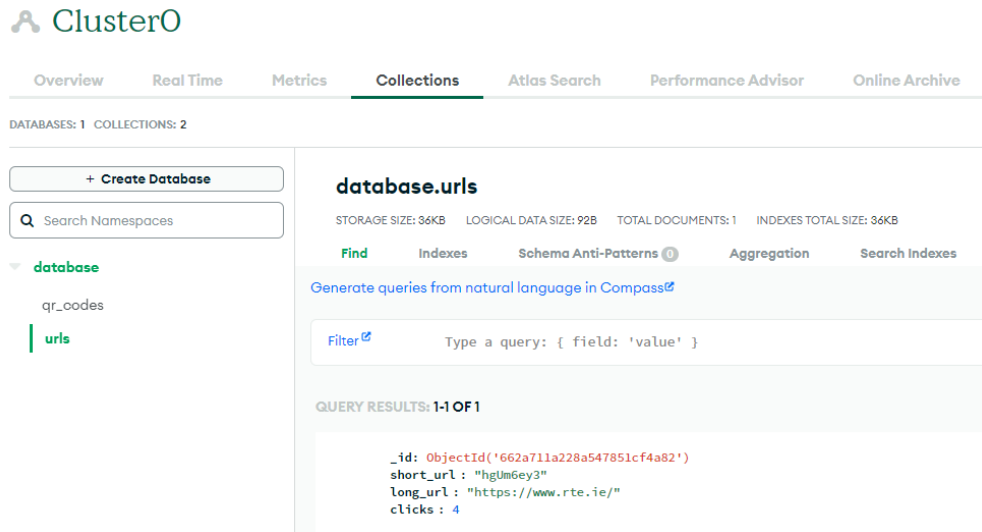 Cluster0
Overview Real Time Metrics Collections Atlas Search Performance Advisor Online Archive
DATABASES: 1 COLLECTIONS: 2
+ Create Database
Search Namespaces
database
qr_codes
urls
database.urls
STORAGE SIZE: 36KB LOGICAL DATA SIZE: 92B TOTAL DOCUMENTS: 1 INDEXES TOTAL SIZE: 36KB
Find Indexes Schema Anti-Patterns 0 Aggregation Search Indexes
Generate queries from natural language in Compass
Filter Type a query: { field: 'value' }
QUERY RESULTS: 1-1 OF 1
_id: ObjectId('662a711a228a547851cf4a82')
short_url : "hgUm6ey3"
long_url : "https://www.rte.ie/"
clicks : 4